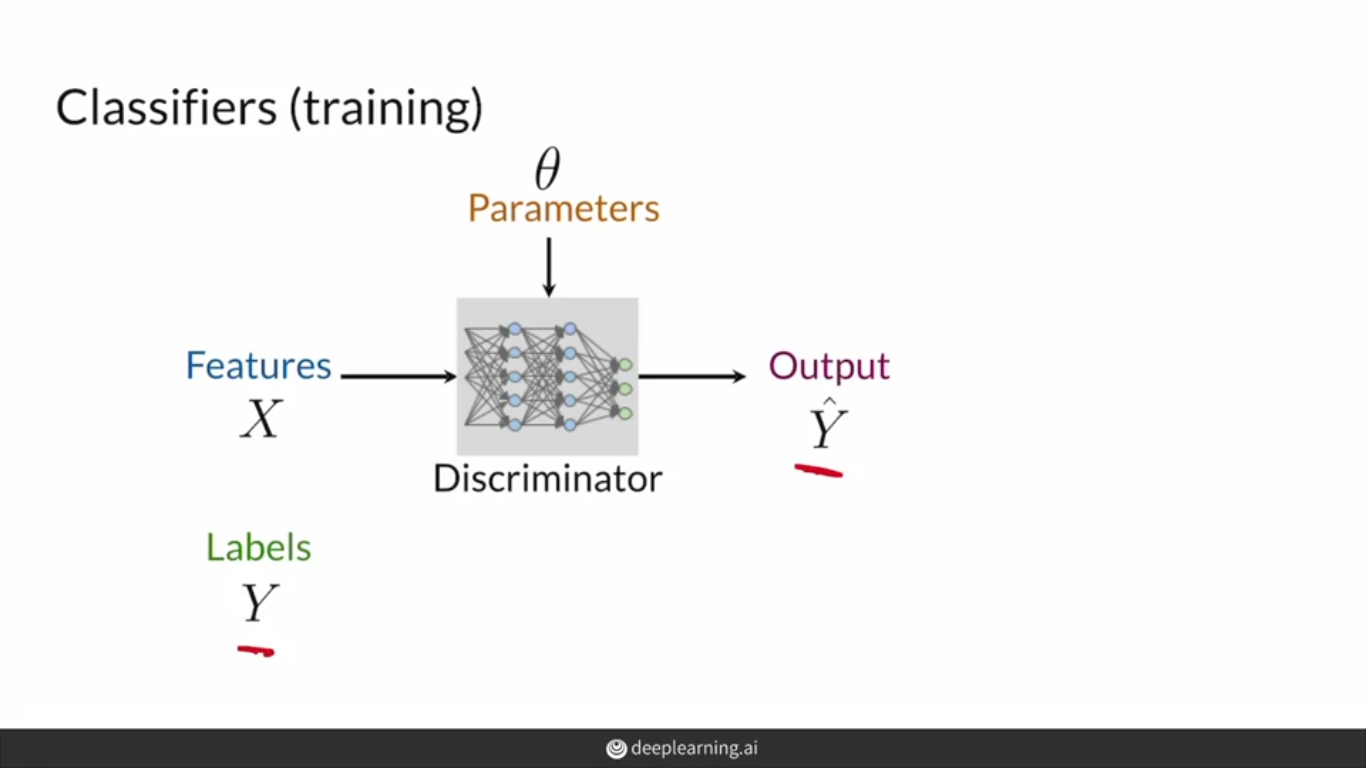 Classifiers (training)
θ
Parameters
Features
X
Output
Ŷ
Discriminator
Labels
Y
deeplearning.ai